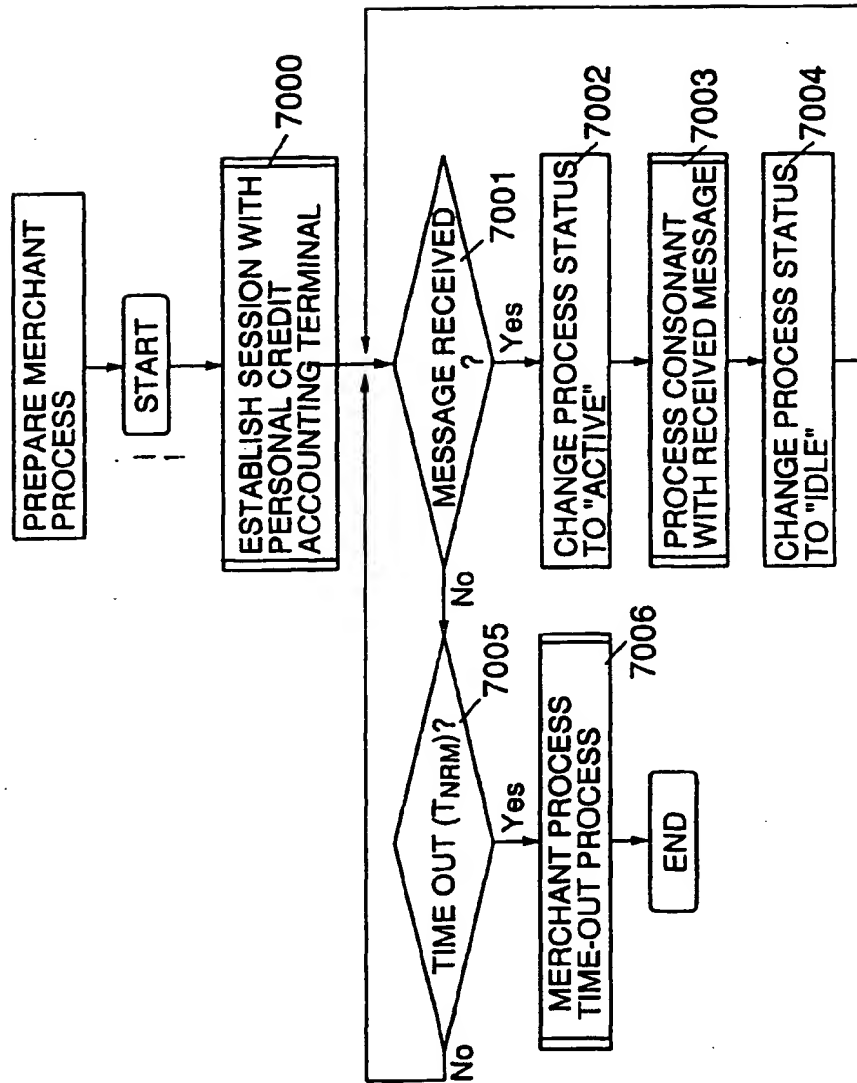 PREPARE MERCHANT
PROCESS
START
ESTABLISH SESSION WITH
PERSONAL CREDIT
ACCOUNTING TERMINAL
7000
MESSAGE RECEIVED
?
7001
Yes
No
CHANGE PROCESS STATUS
TO "ACTIVE"
7002
PROCESS CONSONANT
WITH RECEIVED MESSAGE
7003
CHANGE PROCESS STATUS
TO "IDLE"
7004
TIME OUT (TNRM)?
7005
No
Yes
MERCHANT PROCESS
TIME-OUT PROCESS
7006
END